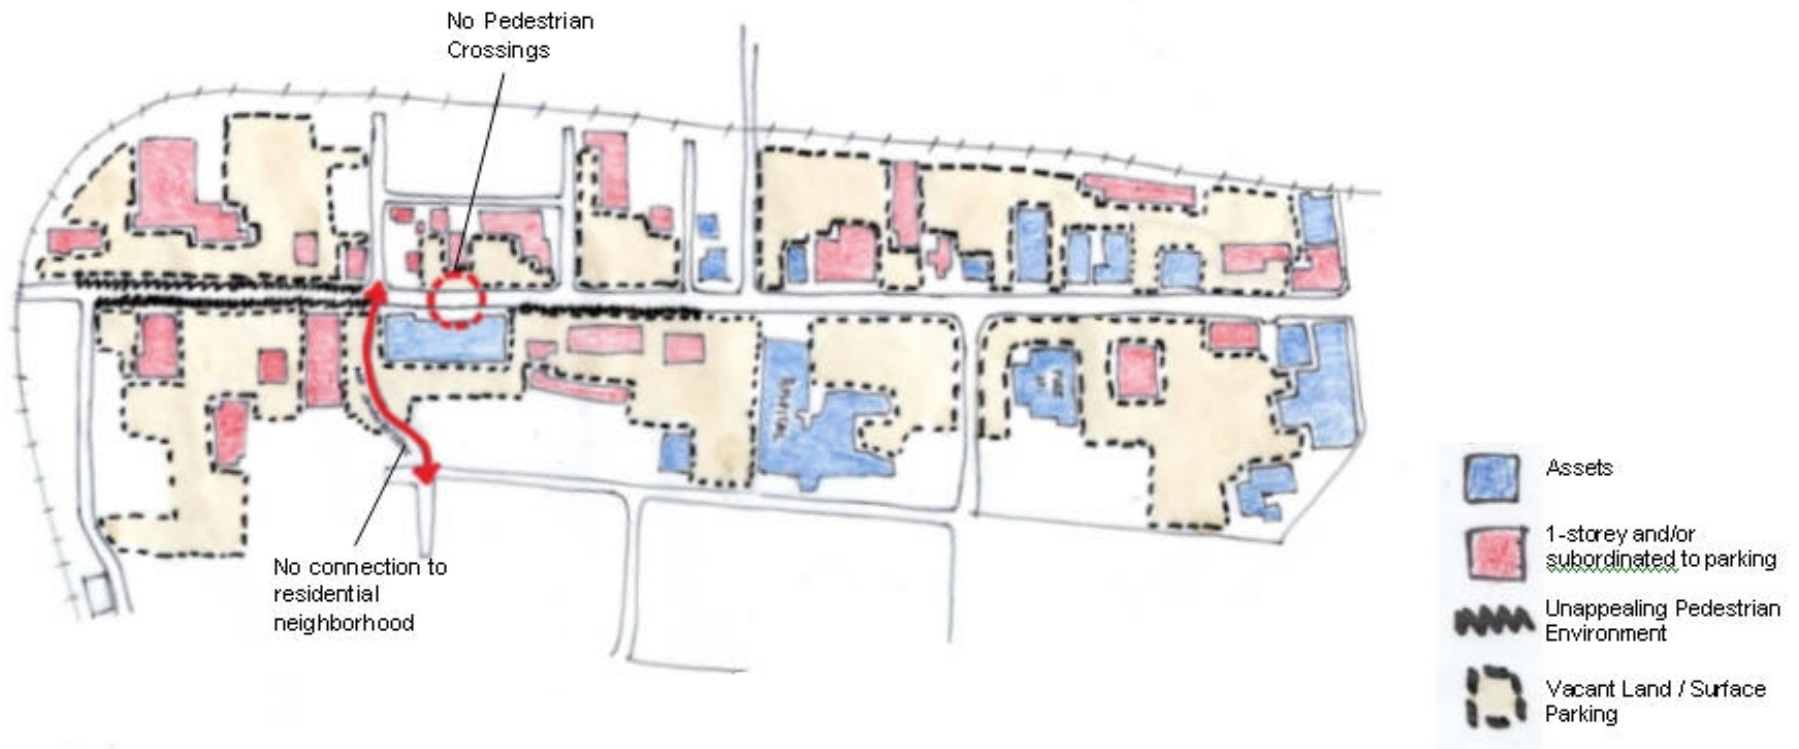 No Pedestrian
Crossings
No connection to
residential
neighborhood
Assets
1-storey and/or
subordinated to parking
Unappealing Pedestrian
Environment
Vacant Land / Surface
Parking